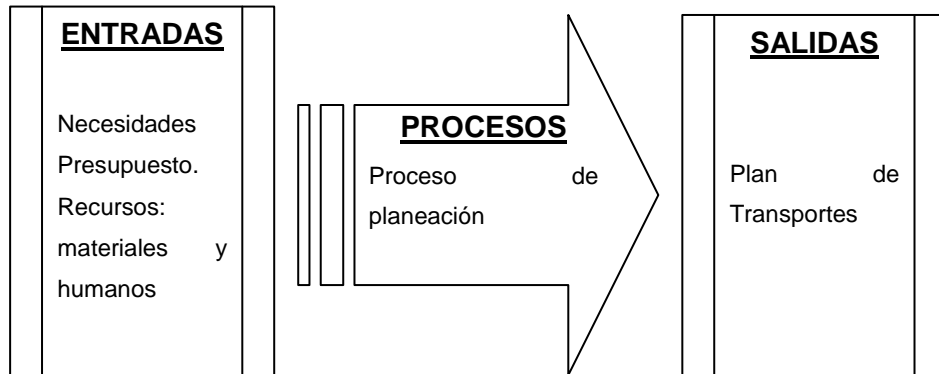 ENTRADAS
Necesidades
Presupuesto.
Recursos:
materiales y
humanos
PROCESOS
Proceso de
planeación
SALIDAS
Plan de
Transportes